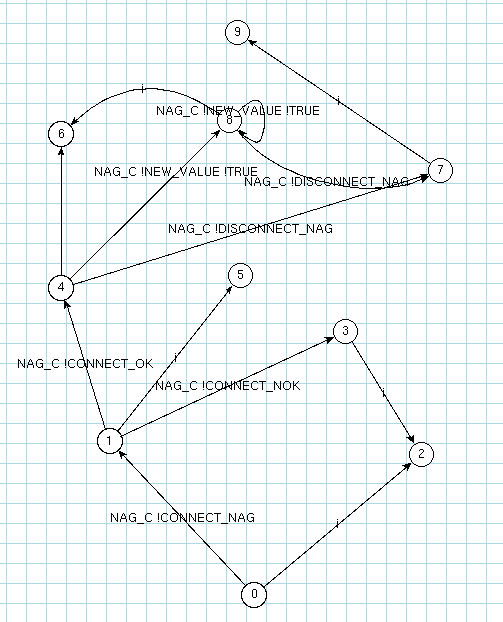 9
i
NAG_C !NEW_VALUE !TRUE
8
6
NAG_C !NEW_VALUE !TRUE
7
NAG_C !DISCONNECT_NAG
NAG_C !DISCONNECT_NAG
5
4
3
i
NAG_C !CONNECT_OK
NAG_C !CONNECT_NOK
i
1
2
NAG_C !CONNECT_NAG
i
0
i